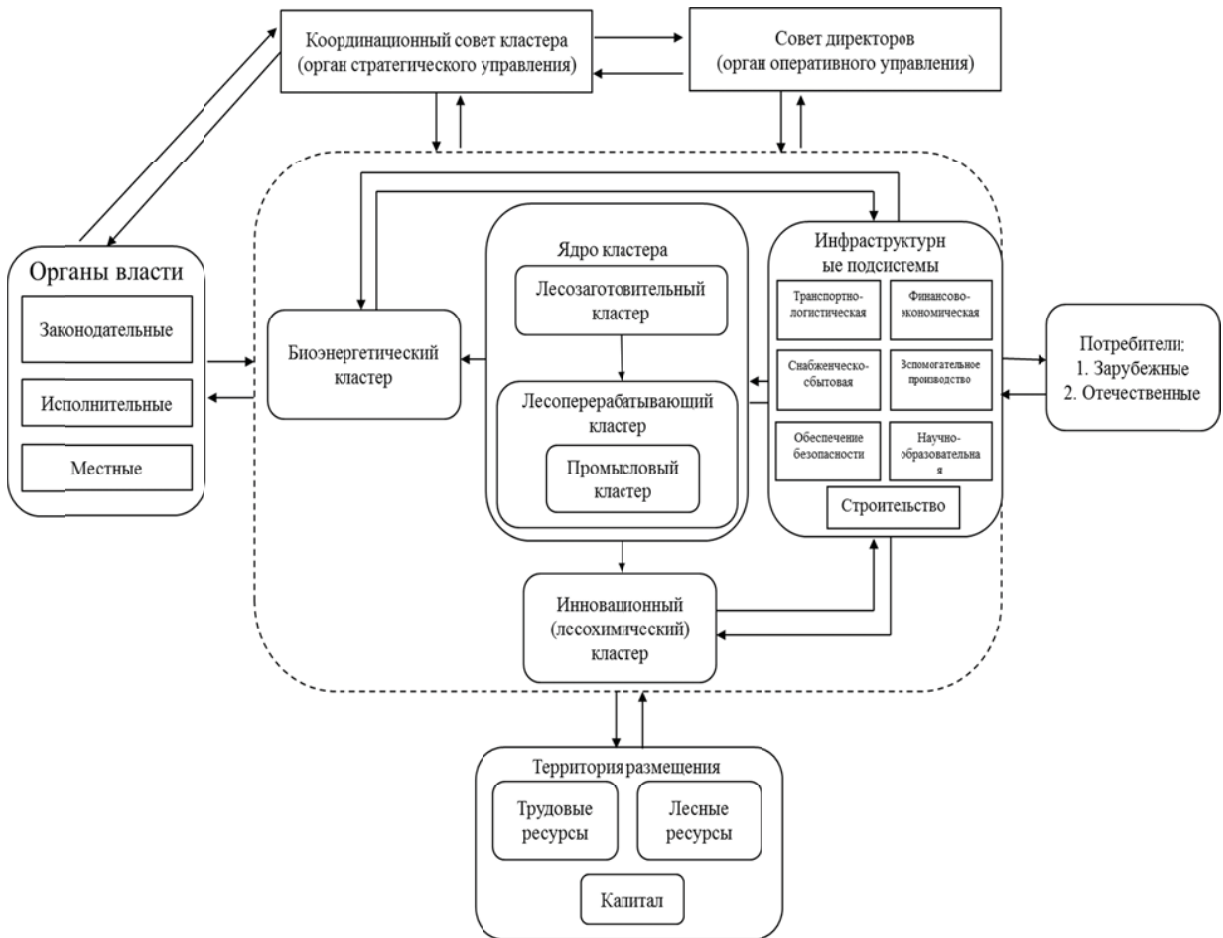 Координационный совет кластера
(орган стратегического управления)
Совет директоров
(орган оперативного управления)
Органы власти
Законодательные
Исполнительные
Местные
Биоэнергетический
кластер
Ядро кластера
Лесозаготовительный
кластер
Лесоперерабатывающий
кластер
Промысловый
кластер
Инновационный
(лесохимический)
кластер
Инфраструктурн
ые подсистемы
Транспортно-
логистическая
Финансово-
экономическая
Снабженческо-
сбытовая
Вспомогательное
производство
Обеспечение
безопасности
Научно-
образовательна
я
Строительство
Потребители:
1. Зарубежные
2. Отечественные
Территория размещения
Трудовые
ресурсы
Лесные
ресурсы
Капитал